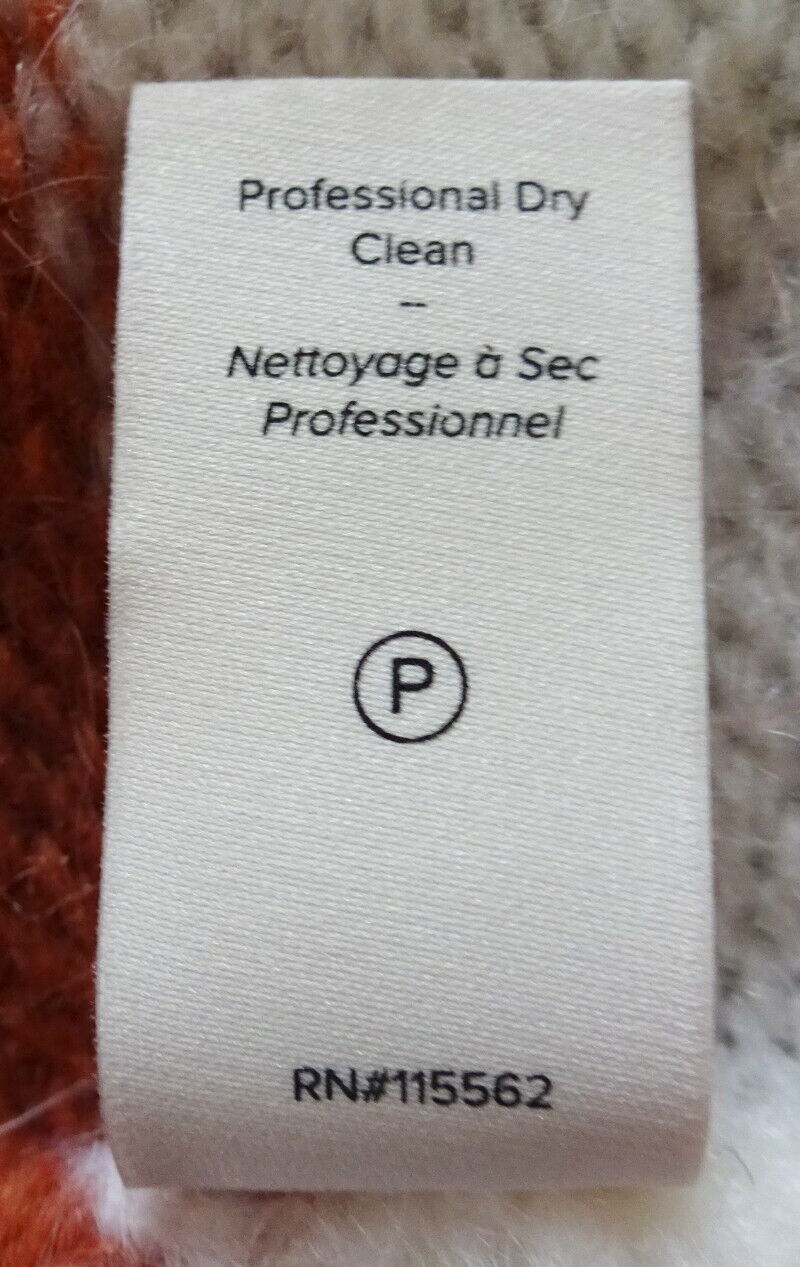 Professional Dry
Clean
--
Nettoyage à Sec
Professionnel
P
RN#115562